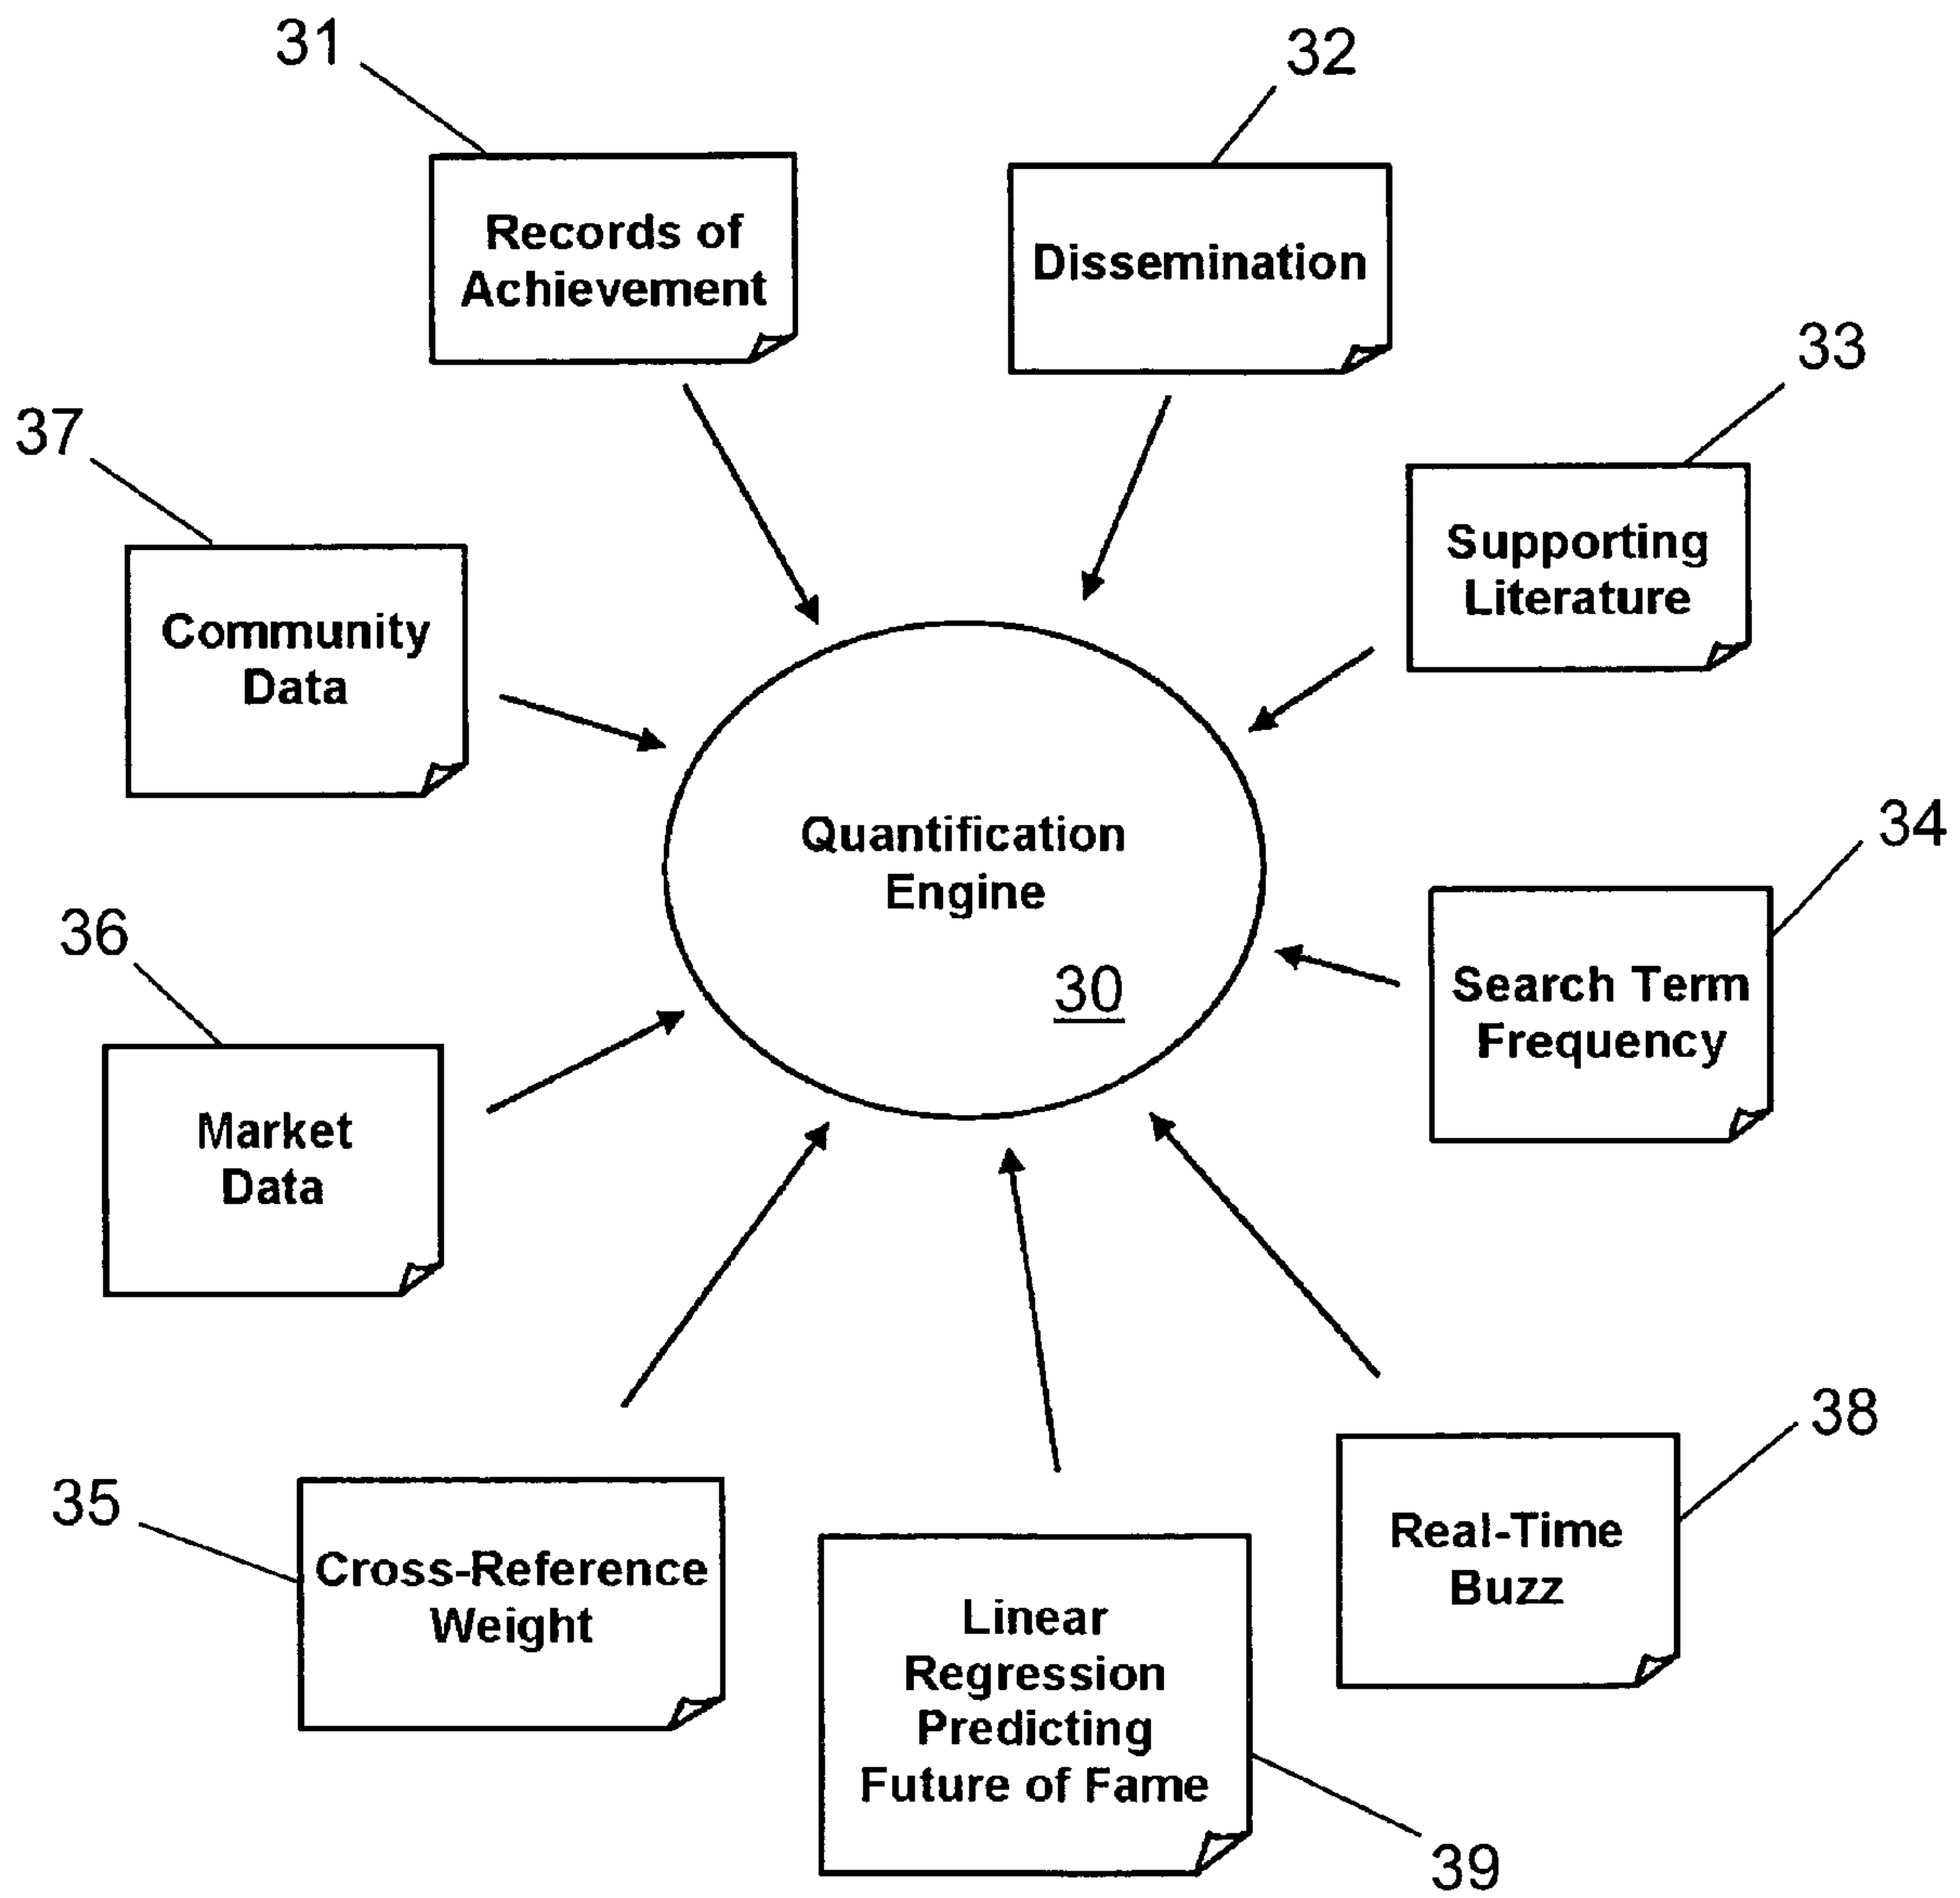 31
Records of
Achievement
32
Dissemination
33
Supporting
Literature
37
Community
Data
Quantification
Engine
30
34
Search Term
Frequency
36
Market
Data
35
Cross-Reference
Weight
Linear
Regression
Predicting
Future of Fame
39
38
Real-Time
Buzz